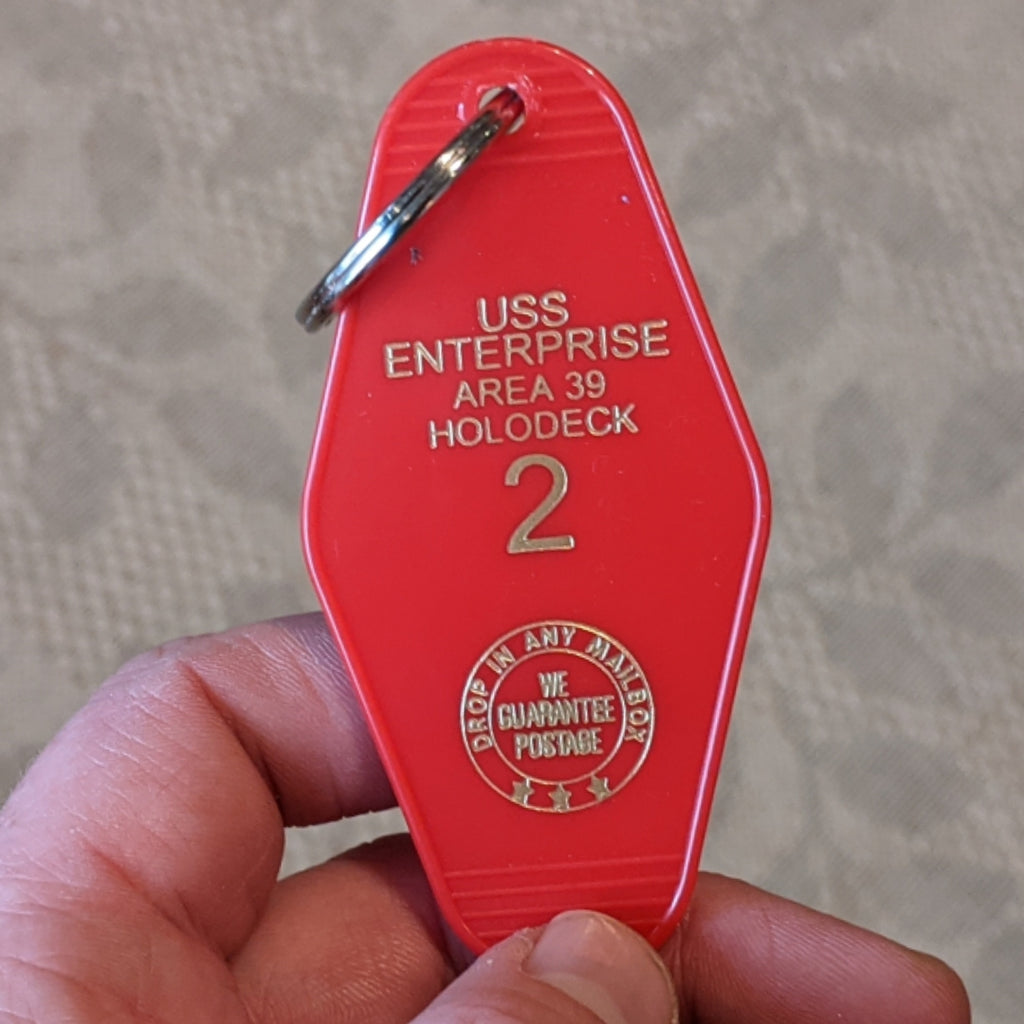 USS
ENTERPRISE
AREA 39
HOLODECK
2
DROP IN ANY MAILBOX
WE
GUARANTEE
POSTAGE